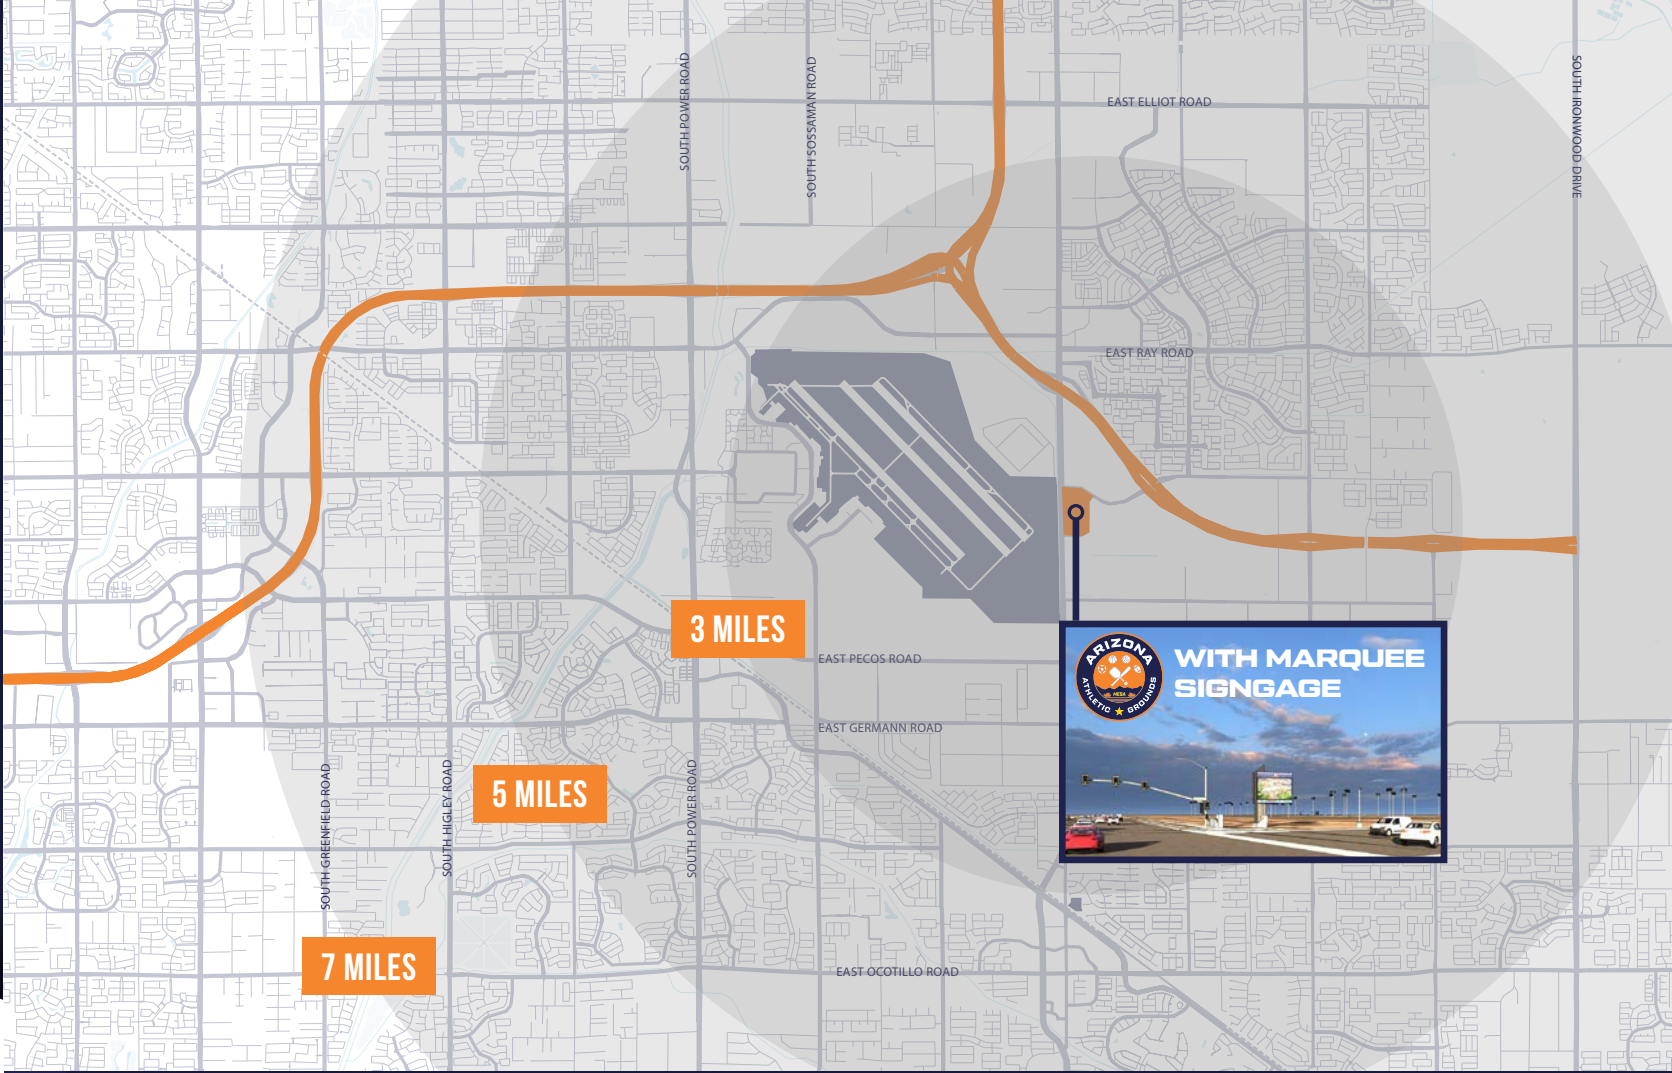 SOUTH POWER ROAD
SOUTH SOSSAMAN ROAD
EAST ELLIOT ROAD
SOUTH IRONWOOD DRIVE
EAST RAY ROAD
3 MILES
EAST PECOS ROAD
ARIZONA
ATHLETIC ★ GROUNDS
MESA
WITH MARQUEE
SIGNGAGE
EAST GERMANN ROAD
5 MILES
SOUTH GREENFIELD ROAD
SOUTH HIGLEY ROAD
SOUTH POWER ROAD
7 MILES
EAST OCOTILLO ROAD